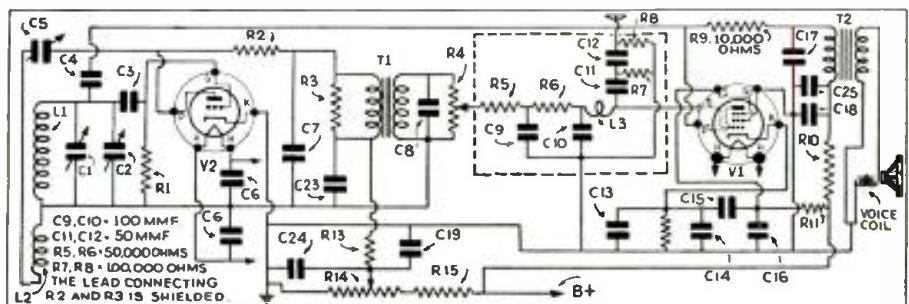 C5
C4
C3
R2
R3
T1
R4
R5
R6
C12
C11
R8
R7
R9, 10,000
OHMS
C17
T2
L1
C1
C2
R1
V2
C6
C7
C8
C9
C10
L3
V1
C25
C18
R10
C6
C23
C13
C15
R11
VOICE
COIL
C9, C10 = 100 MMF
C11, C12 = 50 MMF
R5, R6 = 50,000 OHMS
R7, R8 = 100,000 OHMS
THE LEAD CONNECTING
R2 AND R3 IS SHIELDED.
L2
C24
R13
C19
R14
R15
B+
C14
C16